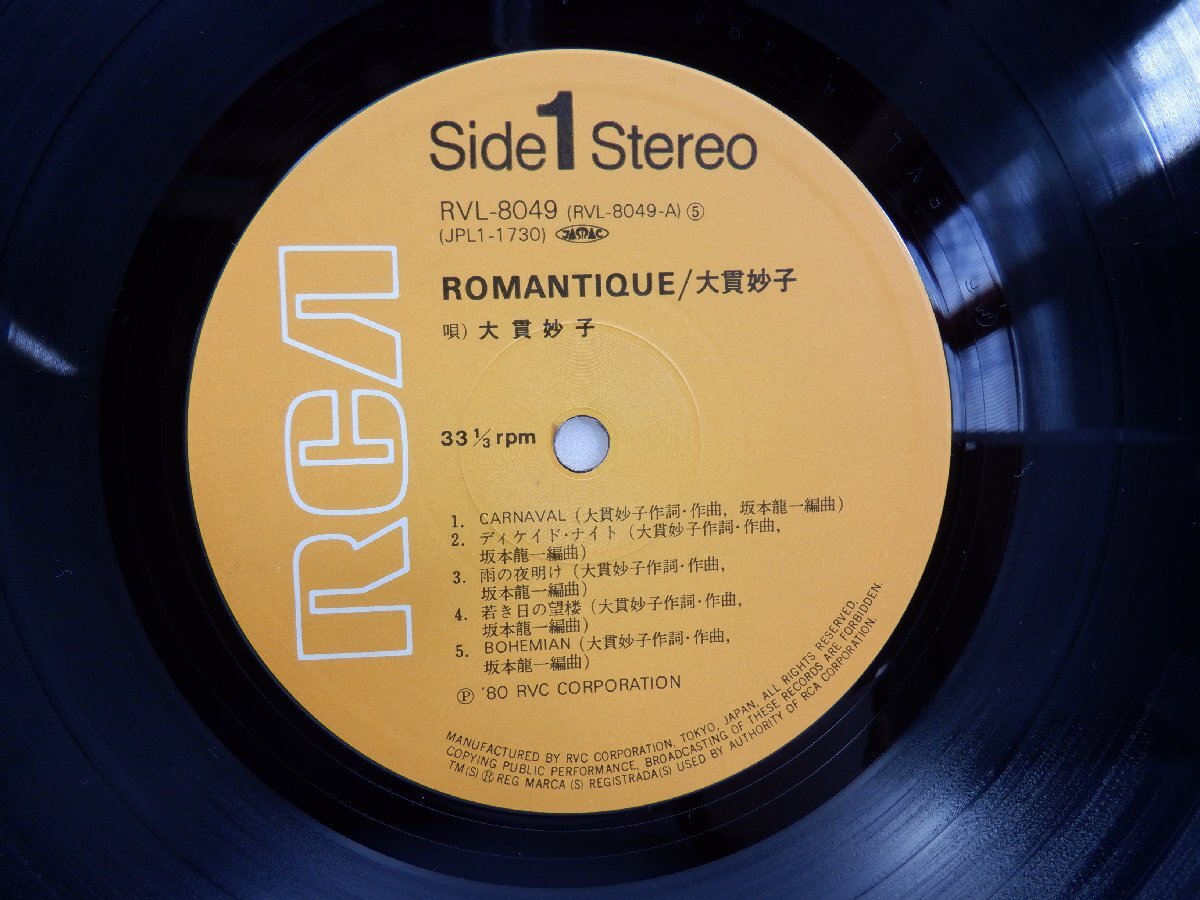 Side 1 Stereo
RVL-8049 (RVL-8049-A) ⑤
(JPL1-1730) JASRAC
ROMANTIQUE/大貫妙子
唄) 大貫妙子
33 1/3 rpm
1. CARNAVAL (大貫妙子作詞・作曲, 坂本龍一編曲)
2. ディケイド・ナイト (大貫妙子作詞・作曲,
坂本龍一編曲)
3. 雨の夜明け (大貫妙子作詞・作曲,
坂本龍一編曲)
4. 若き日の望楼 (大貫妙子作詞・作曲,
坂本龍一編曲)
5. BOHEMIAN (大貫妙子作詞・作曲,
坂本龍一編曲)
Ⓟ '80 RVC CORPORATION
MANUFACTURED BY RVC CORPORATION, TOKYO, JAPAN, ALL RIGHTS RESERVED.
COPYING PUBLIC PERFORMANCE, BROADCASTING OF THESE RECORDS ARE FORBIDDEN.
TM(S) ® REG MARCA (S) REGISTRADA(S) USED BY AUTHORITY OF RCA CORPORATION.
RCA